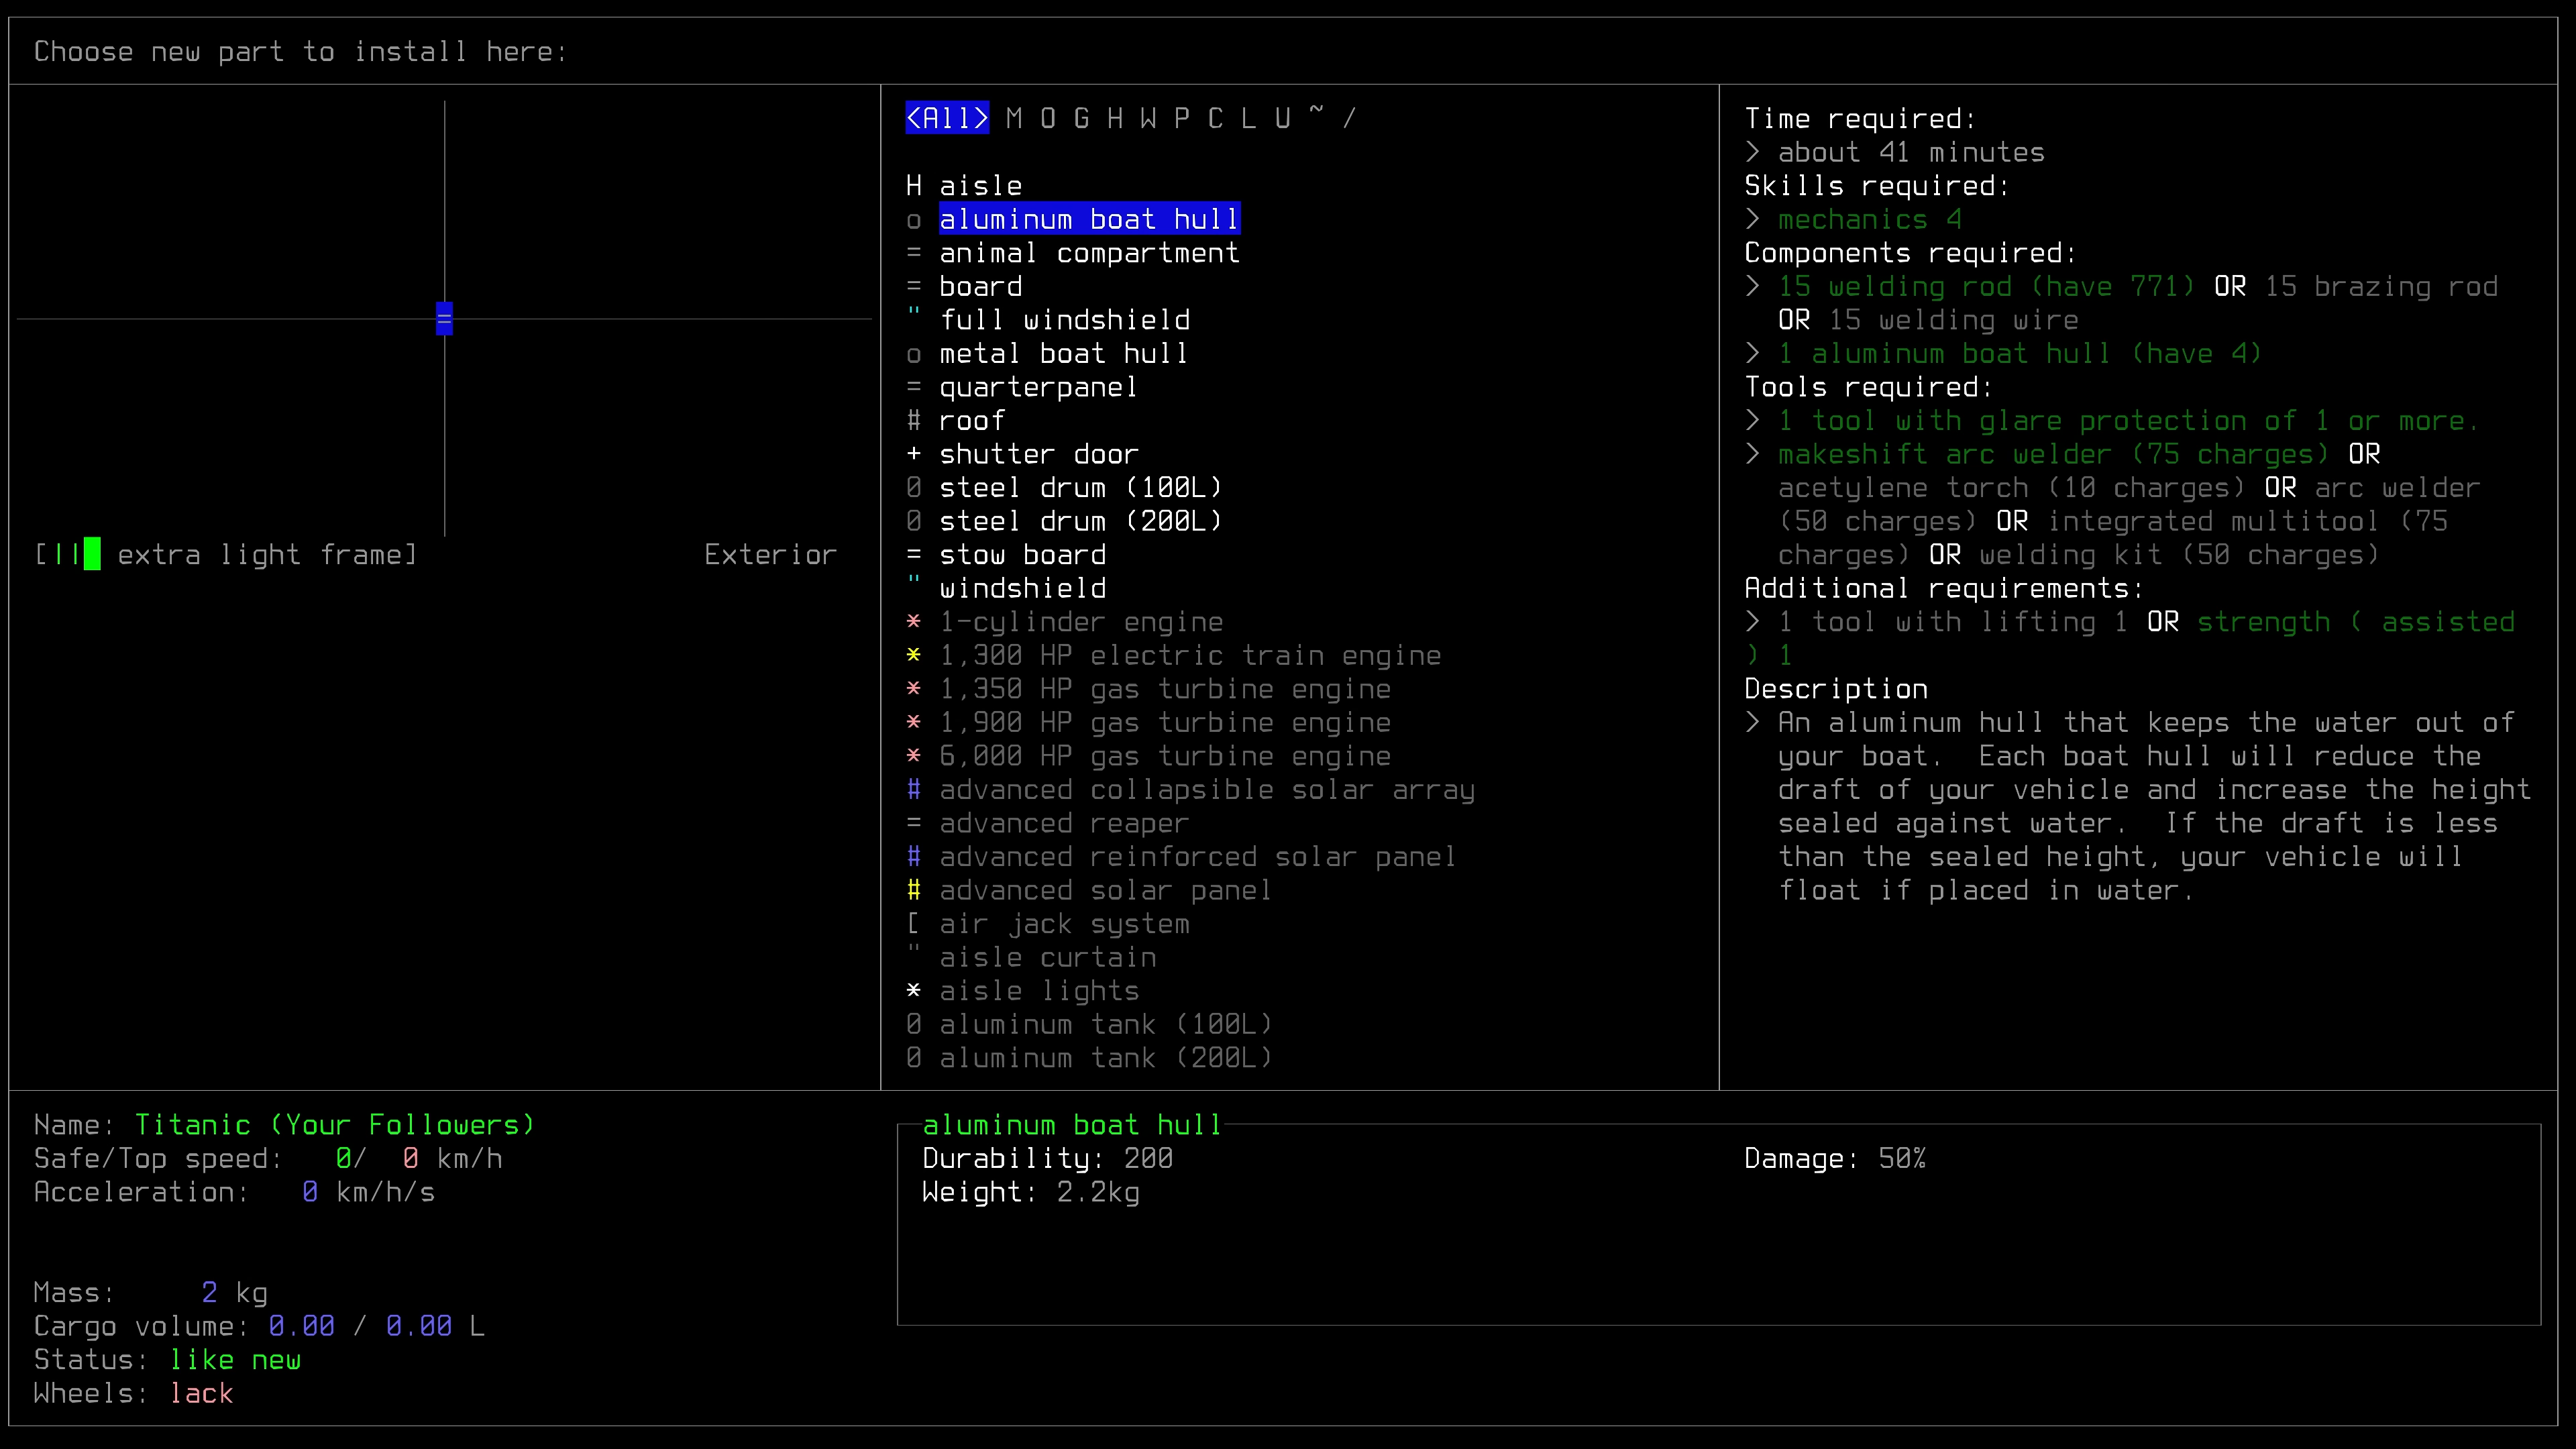 Choose new part to install here:
[|| extra light frame] Exterior
<All> M O G H W P C L U ~ /
H aisle
o aluminum boat hull
= animal compartment
= board
" full windshield
o metal boat hull
= quarterpanel
# roof
+ shutter door
0 steel drum (100L)
0 steel drum (200L)
= stow board
" windshield
* 1-cylinder engine
* 1,300 HP electric train engine
* 1,350 HP gas turbine engine
* 1,900 HP gas turbine engine
* 6,000 HP gas turbine engine
# advanced collapsible solar array
= advanced reaper
# advanced reinforced solar panel
# advanced solar panel
[ air jack system
" aisle curtain
* aisle lights
0 aluminum tank (100L)
0 aluminum tank (200L)
Time required:
> about 41 minutes
Skills required:
> mechanics 4
Components required:
> 15 welding rod (have 771) OR 15 brazing rod
OR 15 welding wire
> 1 aluminum boat hull (have 4)
Tools required:
> 1 tool with glare protection of 1 or more.
> makeshift arc welder (75 charges) OR
acetylene torch (10 charges) OR arc welder
(50 charges) OR integrated multitool (75
charges) OR welding kit (50 charges)
Additional requirements:
> 1 tool with lifting 1 OR strength ( assisted
) 1
Description
> An aluminum hull that keeps the water out of
your boat.  Each boat hull will reduce the
draft of your vehicle and increase the height
sealed against water.  If the draft is less
than the sealed height, your vehicle will
float if placed in water.
Name: Titanic (Your Followers)
Safe/Top speed: 0/ 0 km/h
Acceleration: 0 km/h/s
Mass: 2 kg
Cargo volume: 0.00 / 0.00 L
Status: like new
Wheels: lack
aluminum boat hull
Durability: 200 Damage: 50%
Weight: 2.2kg